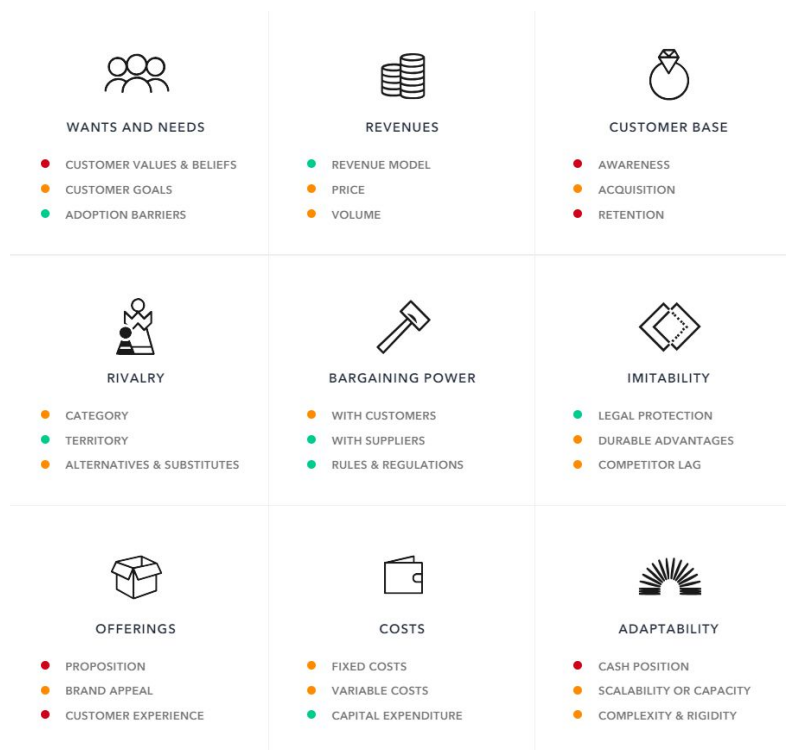 WANTS AND NEEDS
CUSTOMER VALUES & BELIEFS
CUSTOMER GOALS
ADOPTION BARRIERS
REVENUES
REVENUE MODEL
PRICE
VOLUME
CUSTOMER BASE
AWARENESS
ACQUISITION
RETENTION
RIVALRY
CATEGORY
TERRITORY
ALTERNATIVES & SUBSTITUTES
BARGAINING POWER
WITH CUSTOMERS
WITH SUPPLIERS
RULES & REGULATIONS
IMITABILITY
LEGAL PROTECTION
DURABLE ADVANTAGES
COMPETITOR LAG
OFFERINGS
PROPOSITION
BRAND APPEAL
CUSTOMER EXPERIENCE
COSTS
FIXED COSTS
VARIABLE COSTS
CAPITAL EXPENDITURE
ADAPTABILITY
CASH POSITION
SCALABILITY OR CAPACITY
COMPLEXITY & RIGIDITY